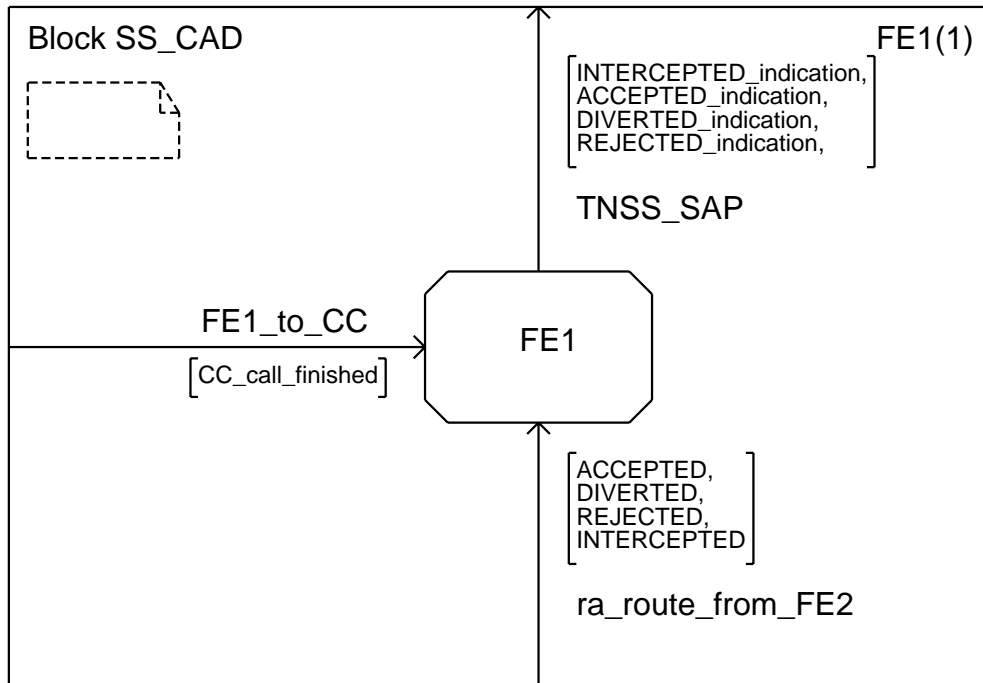 Block SS_CAD
FE1(1)
INTERCEPTED_indication,
ACCEPTED_indication,
DIVERTED_indication,
REJECTED_indication,
TNSS_SAP
FE1_to_CC
[CC_call_finished]
FE1
ACCEPTED,
DIVERTED,
REJECTED,
INTERCEPTED
ra_route_from_FE2